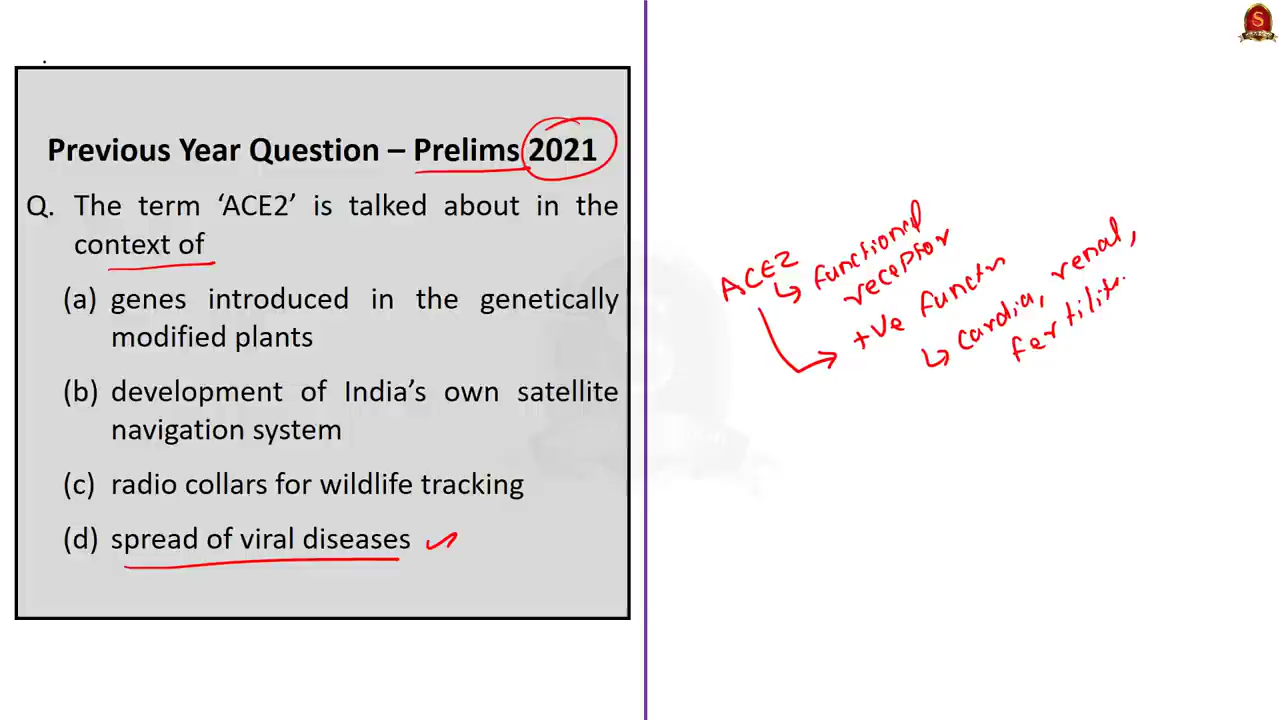 Previous Year Question – Prelims 2021
Q. The term ‘ACE2’ is talked about in the
context of
(a) genes introduced in the genetically
modified plants
(b) development of India’s own satellite
navigation system
(c) radio collars for wildlife tracking
(d) spread of viral diseases
ACE2
functional
receptor
+ve functn
cardia, renal,